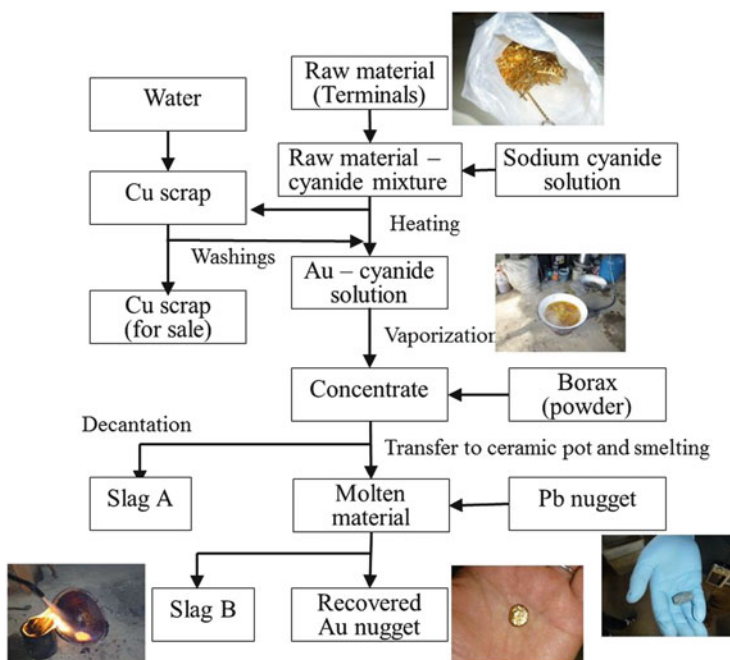 Raw material
(Terminals)
Water
Raw material –
cyanide mixture
Sodium cyanide
solution
Cu scrap
Heating
Washings
Au – cyanide
solution
Cu scrap
(for sale)
Vaporization
Concentrate
Borax
(powder)
Decantation
Transfer to ceramic pot and smelting
Slag A
Molten
material
Pb nugget
Slag B
Recovered
Au nugget